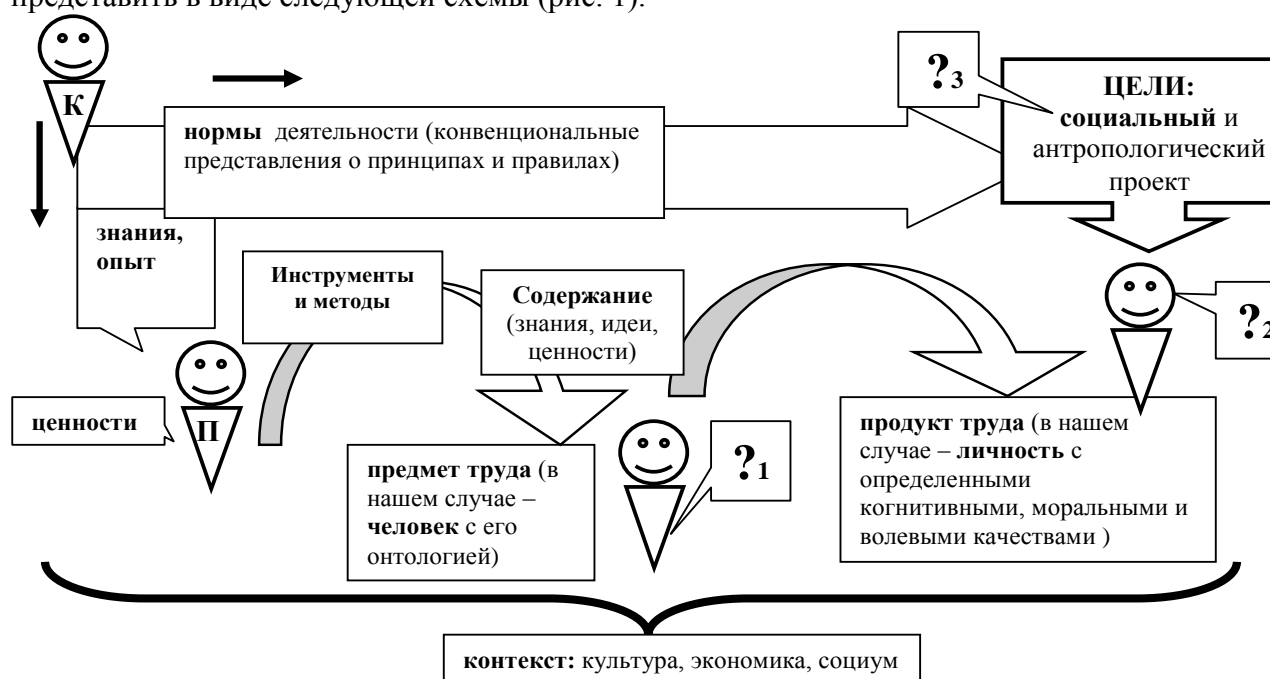 представить в виде следующей схемы (рис. 1).
К
?3
ЦЕЛИ:
социальный и
антропологический
проект
нормы деятельности (конвенциональные
представления о принципах и правилах)
знания,
опыт
Инструменты
и методы
Содержание
(знания, идеи,
ценности)
?2
ценности
П
предмет труда (в
нашем случае –
человек с его
онтологией)
?1
продукт труда (в нашем
случае – личность с
определенными
когнитивными, моральными и
волевыми качествами )
контекст: культура, экономика, социум